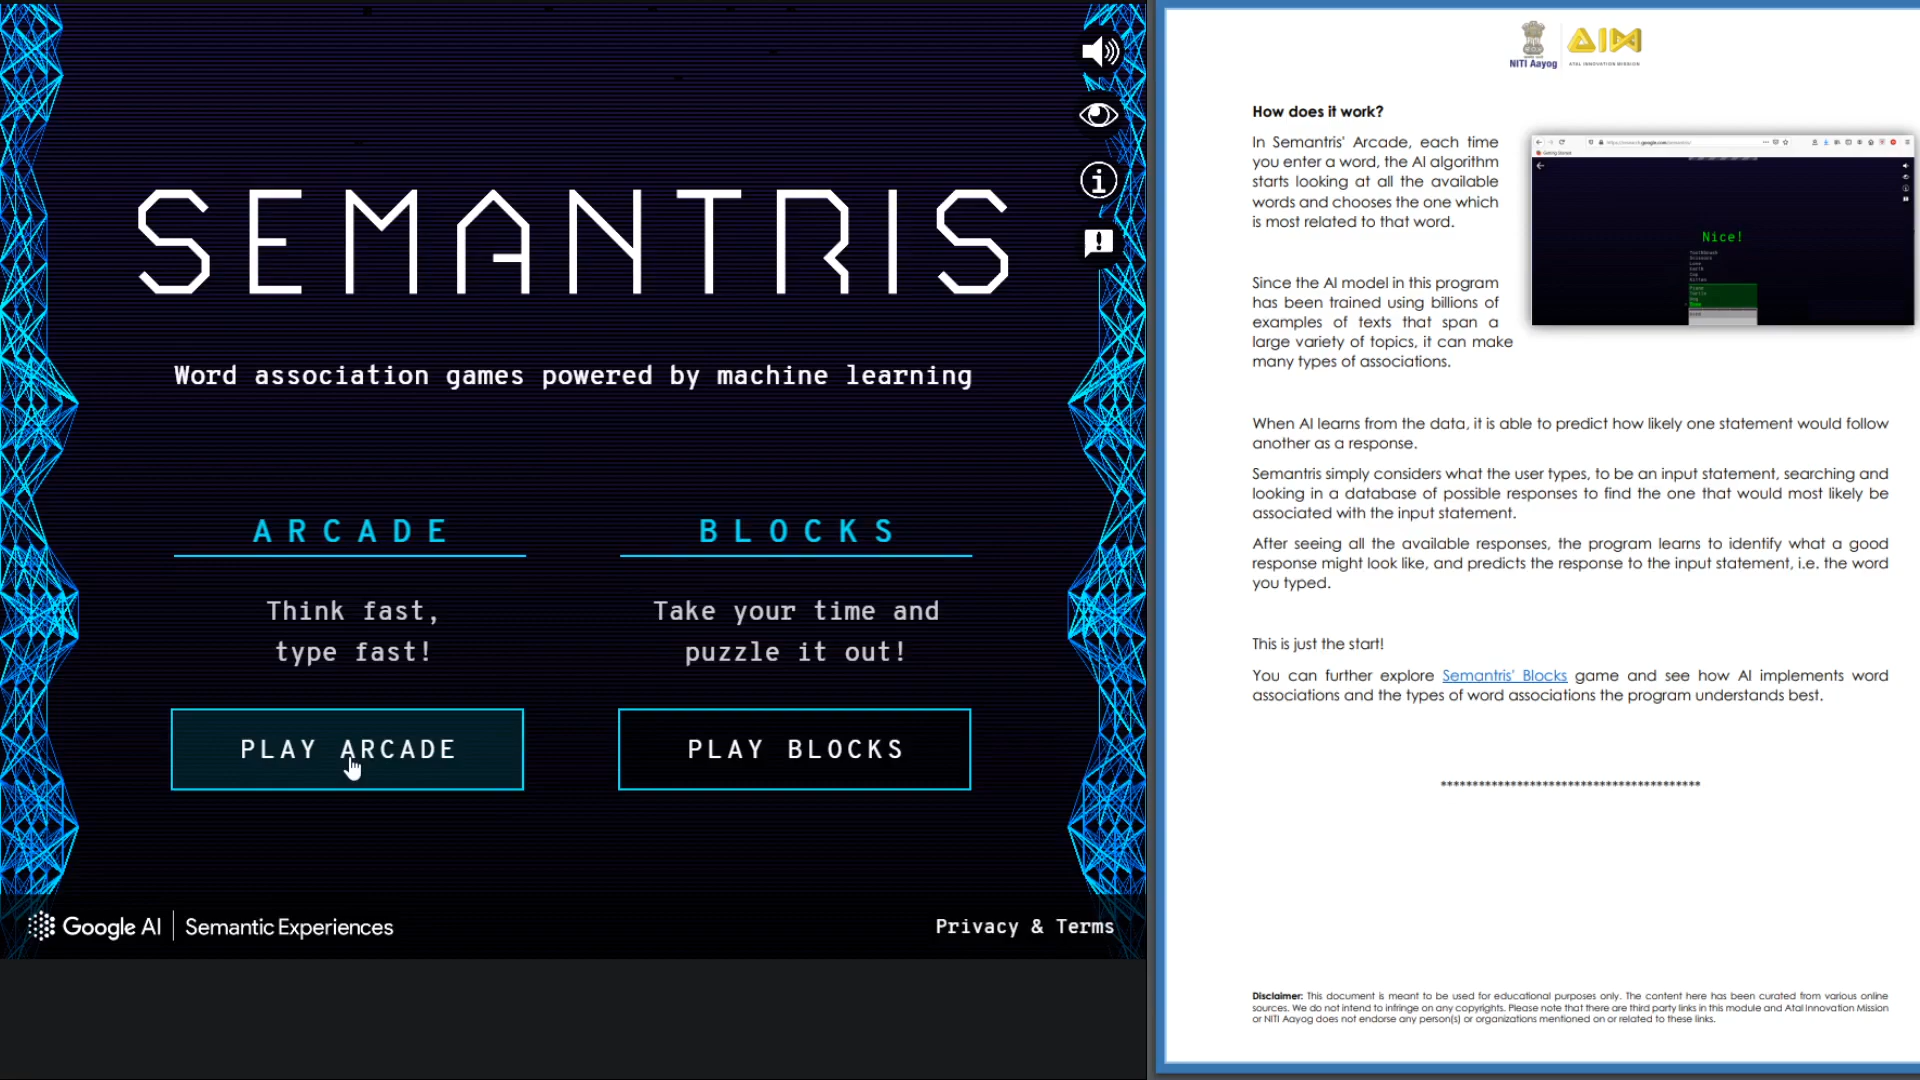 SEMANTRIS
Word association games powered by machine learning
ARCADE
Think fast,
type fast!
PLAY ARCADE
BLOCKS
Take your time and
puzzle it out!
PLAY BLOCKS
Google AI | Semantic Experiences
Privacy & Terms
NITI Aayog
AIM
ATAL INNOVATION MISSION
How does it work?
In Semantris' Arcade, each time
you enter a word, the AI algorithm
starts looking at all the available
words and chooses the one which
is most related to that word.
Nice!
Since the AI model in this program
has been trained using billions of
examples of texts that span a
large variety of topics, it can make
many types of associations.
When AI learns from the data, it is able to predict how likely one statement would follow
another as a response.
Semantris simply considers what the user types, to be an input statement, searching and
looking in a database of possible responses to find the one that would most likely be
associated with the input statement.
After seeing all the available responses, the program learns to identify what a good
response might look like, and predicts the response to the input statement, i.e. the word
you typed.
This is just the start!
You can further explore Semantris' Blocks game and see how AI implements word
associations and the types of word associations the program understands best.
*****************************************
Disclaimer: This document is meant to be used for educational purposes only. The content here has been curated from various online
sources. We do not intend to infringe on any copyrights. Please note that there are third party links in this module and Atal Innovation Mission
or NITI Aayog does not endorse any person(s) or organizations mentioned on or related to these links.